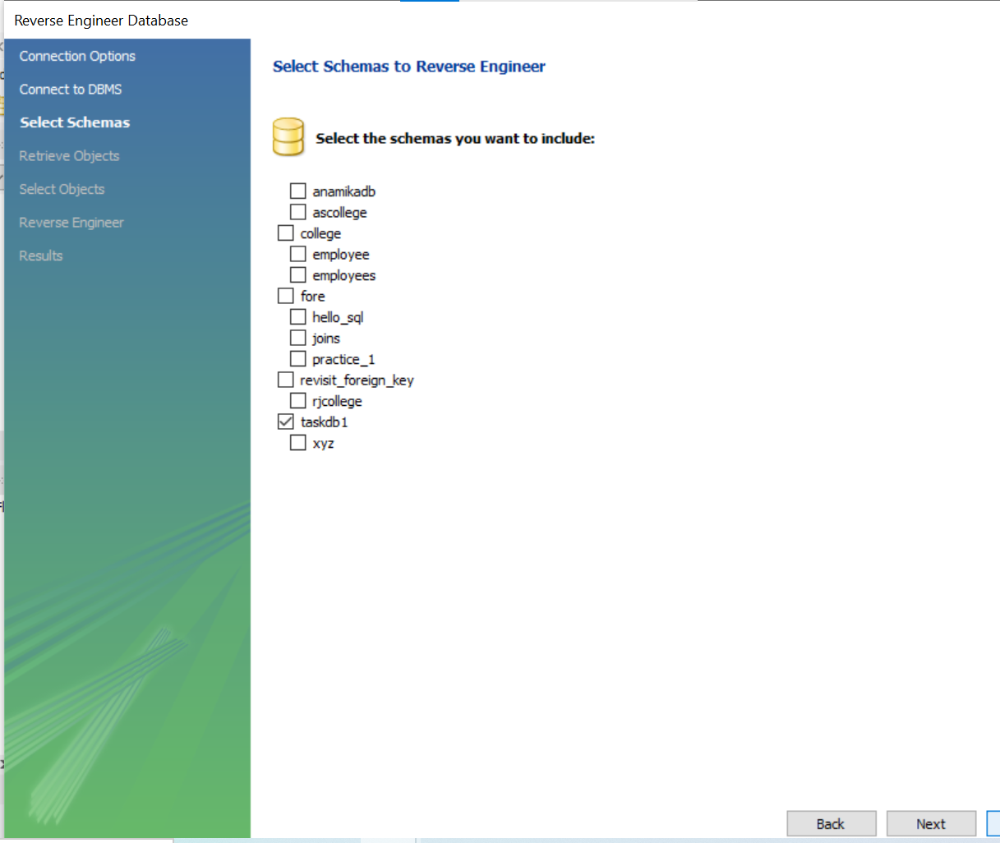 Reverse Engineer Database
Connection Options
Connect to DBMS
Select Schemas
Retrieve Objects
Select Objects
Reverse Engineer
Results
Select Schemas to Reverse Engineer
Select the schemas you want to include:
anamikadb
ascollege
college
employee
employees
fore
hello_sql
joins
practice_1
revisit_foreign_key
rjcollege
taskdb1
xyz
Back
Next